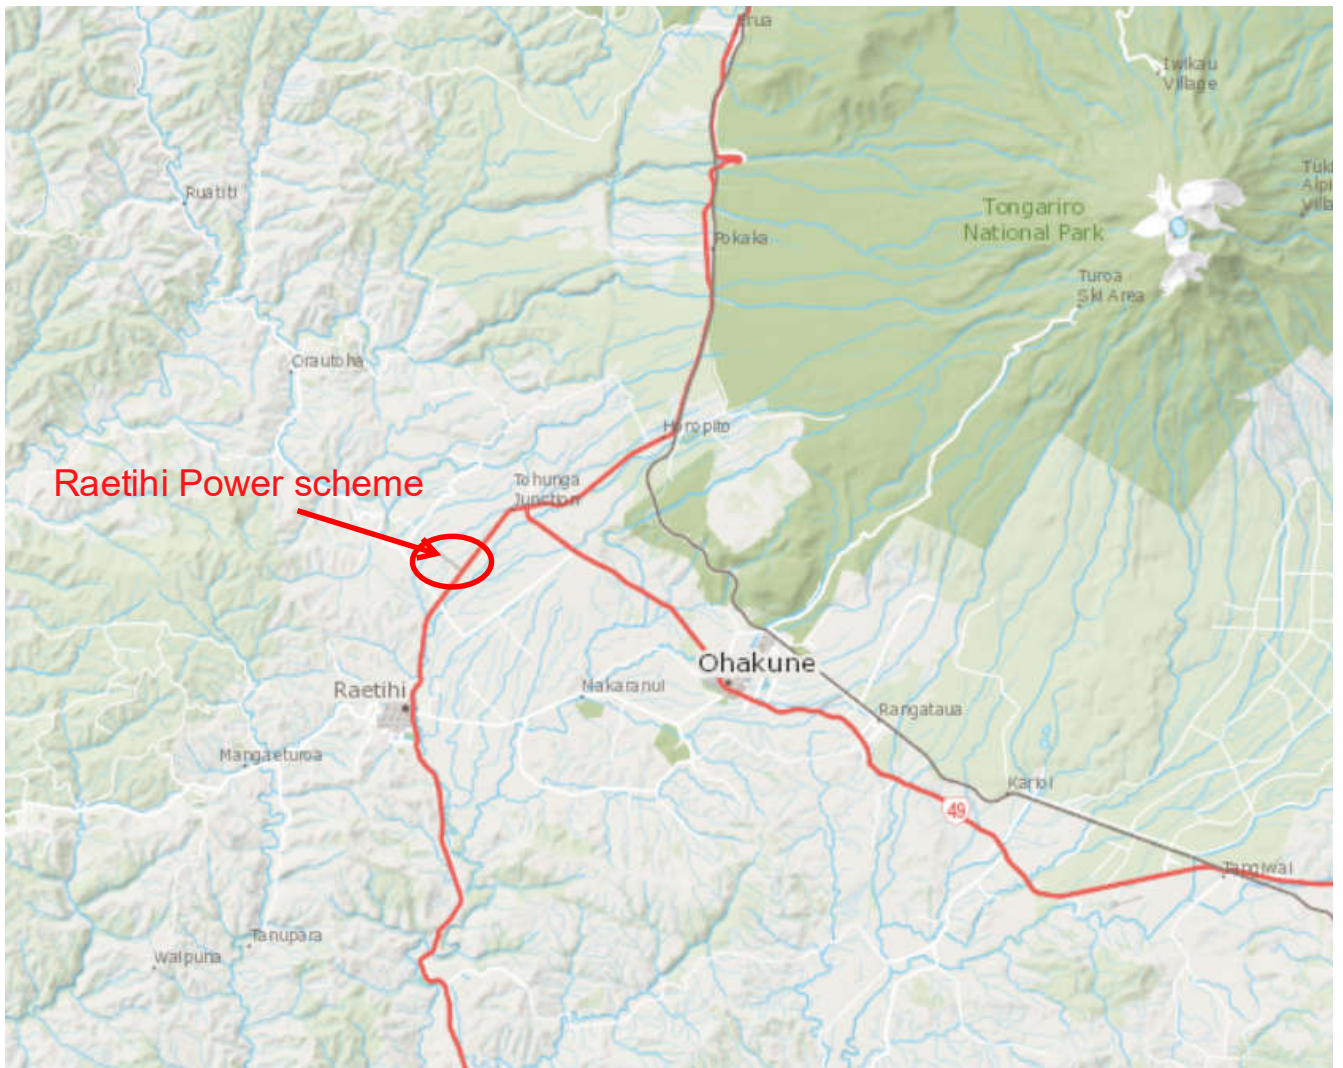 Erua
Iwikau
Village
Ruatiti
Tongariro
National Park
Pokaka
Turoa
Ski Area
Orautoha
Horopito
Tohunga
Junction
Raetihi Power scheme
Ohakune
Raetihi
Nakaranui
Rangataua
Mangaeturoa
Karioi
49
Tangiwai
Tanupara
Waipuna